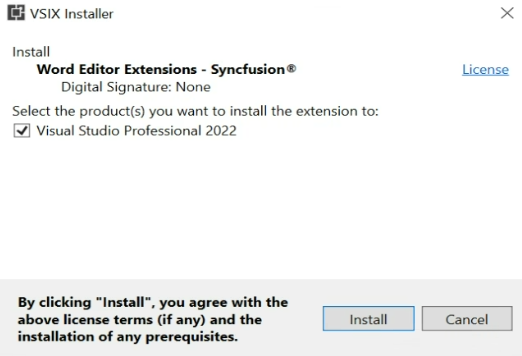 VSIX Installer
Install
Word Editor Extensions - Syncfusion®
License
Digital Signature: None
Select the product(s) you want to install the extension to:
Visual Studio Professional 2022
By clicking "Install", you agree with the
above license terms (if any) and the
installation of any prerequisites.
Install
Cancel